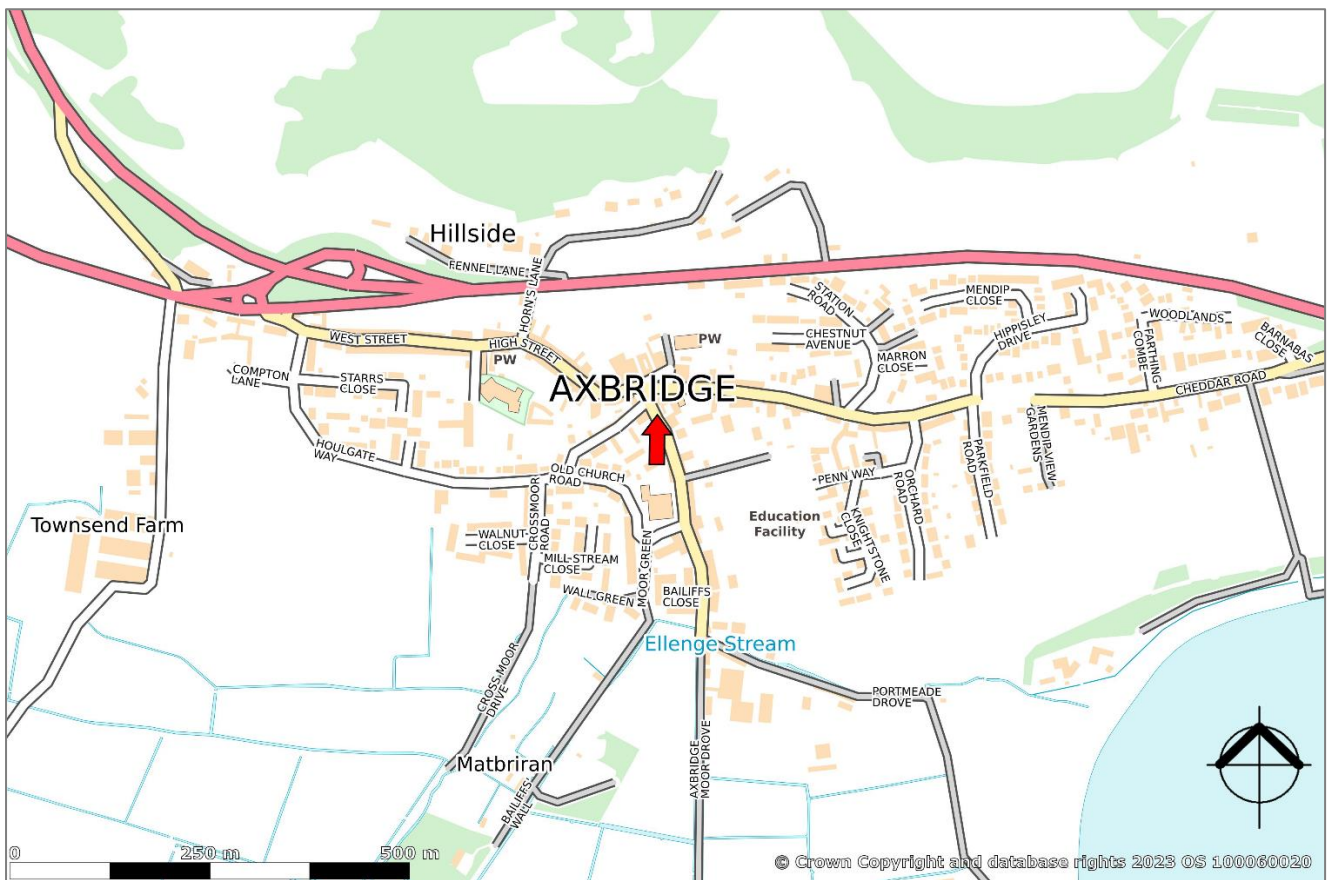 Hillside
FENNEL LANE
HORN'S LANE
STATION
ROAD
MENDIP
CLOSE
WOODLANDS
HIPPISLEY
DRIVE
BARNABAS
CLOSE
FARTHING
COMBE
CHESTNUT
AVENUE
MARRON
CLOSE
WEST STREET
HIGH STREET
PW
PW
COMPTON
LANE
STARRS
CLOSE
AXBRIDGE
CHEDDAR ROAD
MENDIP VIEW
GARDENS
PARKFIELD
ROAD
HOULGATE
WAY
OLD CHURCH
ROAD
PENN WAY
ORCHARD
ROAD
KNIGHTSTONE
CLOSE
Education
Facility
Townsend Farm
CROSSMOOR
ROAD
WALNUT
CLOSE
MILL STREAM
CLOSE
MOOR GREEN
WALL GREEN
BAILIFFS
CLOSE
Ellenge Stream
CROSS MOOR
DRIVE
PORTMEADE
DROVE
AXBRIDGE
MOOR DROVE
Matbriran
BAILIFFS'
WALL
0 250 m 500 m
© Crown Copyright and database rights 2023 OS 100060020